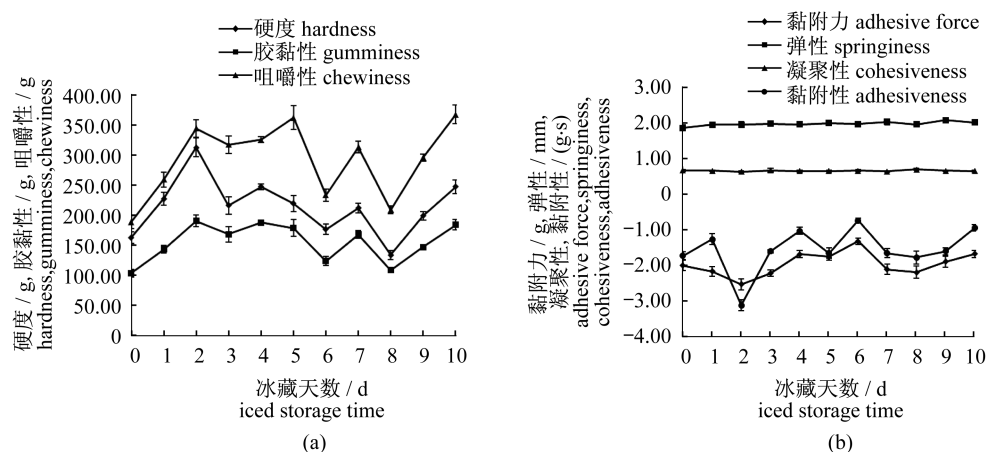 硬度 hardness
胶黏性 gumminess
咀嚼性 chewiness
硬度 / g, 胶黏性 / g, 咀嚼性 / g
hardness,gumminess,chewiness
400.00
350.00
300.00
250.00
200.00
150.00
100.00
50.00
0
0 1 2 3 4 5 6 7 8 9 10
冰藏天数 / d
iced storage time
(a)
黏附力 adhesive force
弹性 springiness
凝聚性 cohesiveness
黏附性 adhesiveness
黏附力 / g, 弹性 / mm,
凝聚性, 黏附性 / (g·s)
adhesive force,springiness,
cohesiveness,adhesiveness
3.00
2.00
1.00
0
−1.00
−2.00
−3.00
−4.00
0 1 2 3 4 5 6 7 8 9 10
冰藏天数 / d
iced storage time
(b)